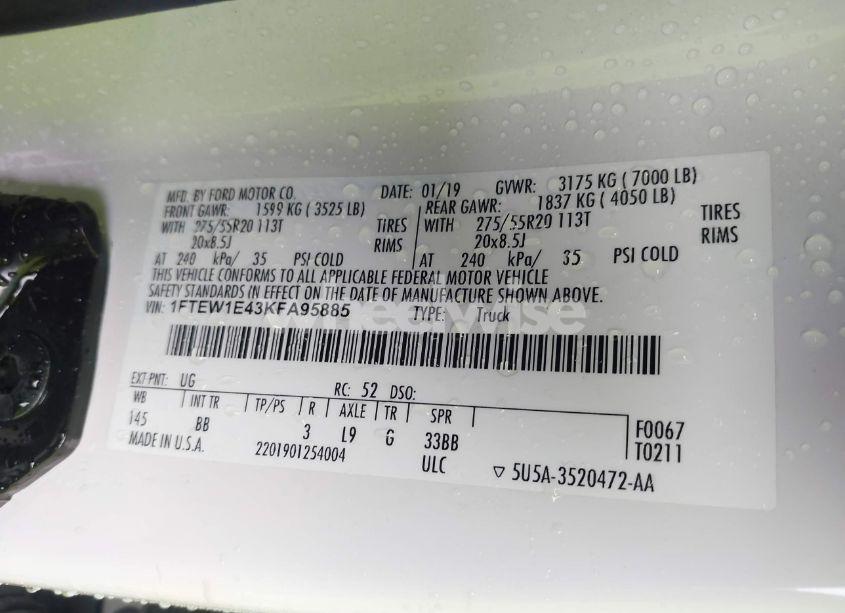 MFD. BY FORD MOTOR CO. DATE: 01/19 GVWR: 3175 KG ( 7000 LB)
FRONT GAWR: 1599 KG ( 3525 LB) REAR GAWR: 1837 KG ( 4050 LB)
WITH 275/55R20 113T TIRES WITH 275/55R20 113T TIRES
20x8.5J RIMS 20x8.5J RIMS
AT 240 kPa/ 35 PSI COLD AT 240 kPa/ 35 PSI COLD
THIS VEHICLE CONFORMS TO ALL APPLICABLE FEDERAL MOTOR VEHICLE
SAFETY STANDARDS IN EFFECT ON THE DATE OF MANUFACTURE SHOWN ABOVE.
VIN: 1FTEW1E43KFA95885 TYPE: Truck
EXT PNT: UG RC: 52 DSO:
WB INT TR TP/PS R AXLE TR SPR
145 BB 3 L9 G 33BB
F0067
T0211
MADE IN U.S.A. 2201901254004 ULC
5U5A-3520472-AA